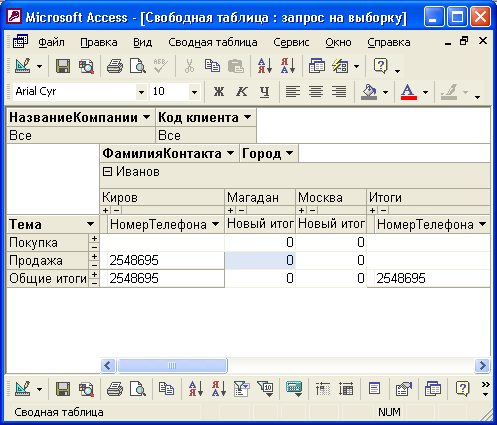 Microsoft Access - [Свободная таблица : запрос на выборку]
Файл Правка Вид Сводная таблица Сервис Окно Справка
Arial Cyr 10 Ж К Ч
НазваниеКомпании Код клиента
Все Все
ФамилияКонтакта Город
Иванов
Киров Магадан Москва Итоги
Тема НомерТелефона Новый итог Новый итог НомерТелефона
Покупка 0 0
Продажа 2548695 0 0
Общие итоги 2548695 0 0 2548695
Сводная таблица NUM